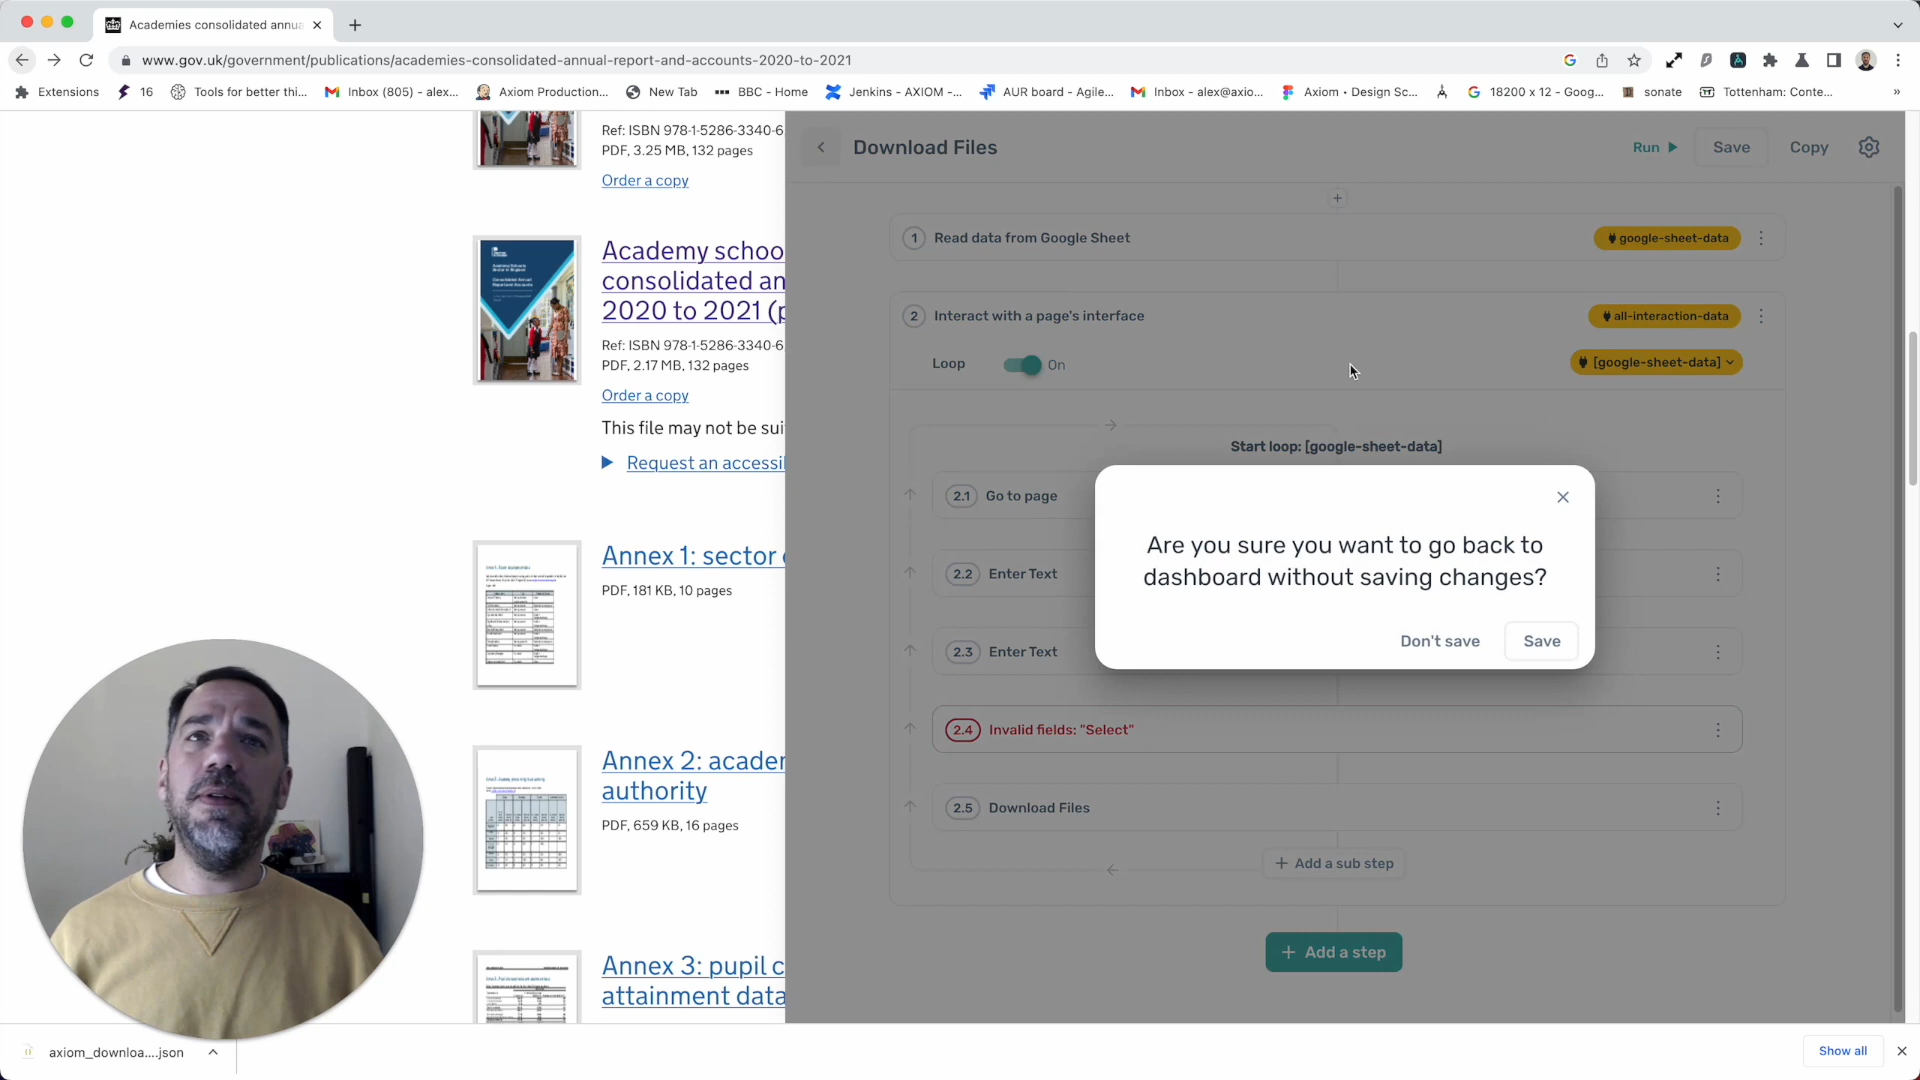 Academies consolidated annua
www.gov.uk/government/publications/academies-consolidated-annual-report-and-accounts-2020-to-2021
Extensions
16
Tools for better thi...
Inbox (805) - alex...
Axiom Production...
New Tab
BBC - Home
Jenkins - AXIOM -...
AUR board - Agile...
Inbox - alex@axio...
Axiom • Design Sc...
18200 x 12 - Goog...
sonate
Tottenham: Conte...
»
Ref: ISBN 978-1-5286-3340-6,
PDF, 3.25 MB, 132 pages
Order a copy
Academy schoo
consolidated an
2020 to 2021 (p
Ref: ISBN 978-1-5286-3340-6,
PDF, 2.17 MB, 132 pages
Order a copy
This file may not be sui
Request an accessi
Annex 1: sector
PDF, 181 KB, 10 pages
Annex 2: acader
authority
PDF, 659 KB, 16 pages
Annex 3: pupil c
attainment data
Download Files
Run
Save
Copy
1 Read data from Google Sheet
google-sheet-data
2 Interact with a page's interface
all-interaction-data
Loop
On
[google-sheet-data]
Start loop: [google-sheet-data]
2.1 Go to page
2.2 Enter Text
2.3 Enter Text
2.4 Invalid fields: "Select"
2.5 Download Files
+ Add a sub step
+ Add a step
Are you sure you want to go back to
dashboard without saving changes?
Don't save
Save
axiom_downloa....json
Show all